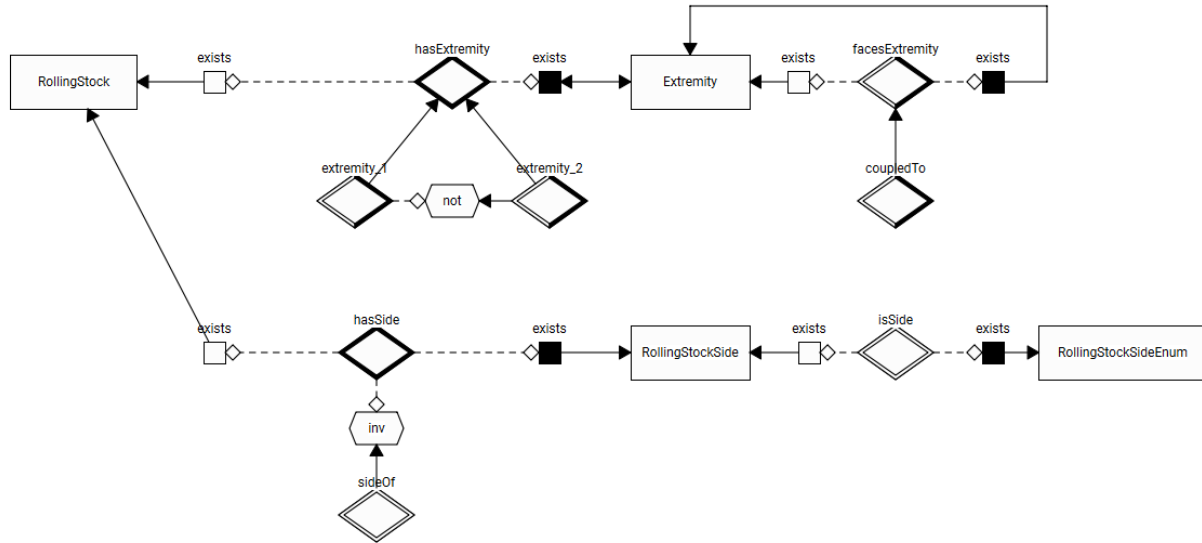 hasExtremity
facesExtremity
exists
exists
exists
exists
RollingStock
Extremity
extremity_1
extremity_2
coupledTo
not
hasSide
isSide
exists
exists
exists
exists
RollingStockSide
RollingStockSideEnum
inv
sideOf